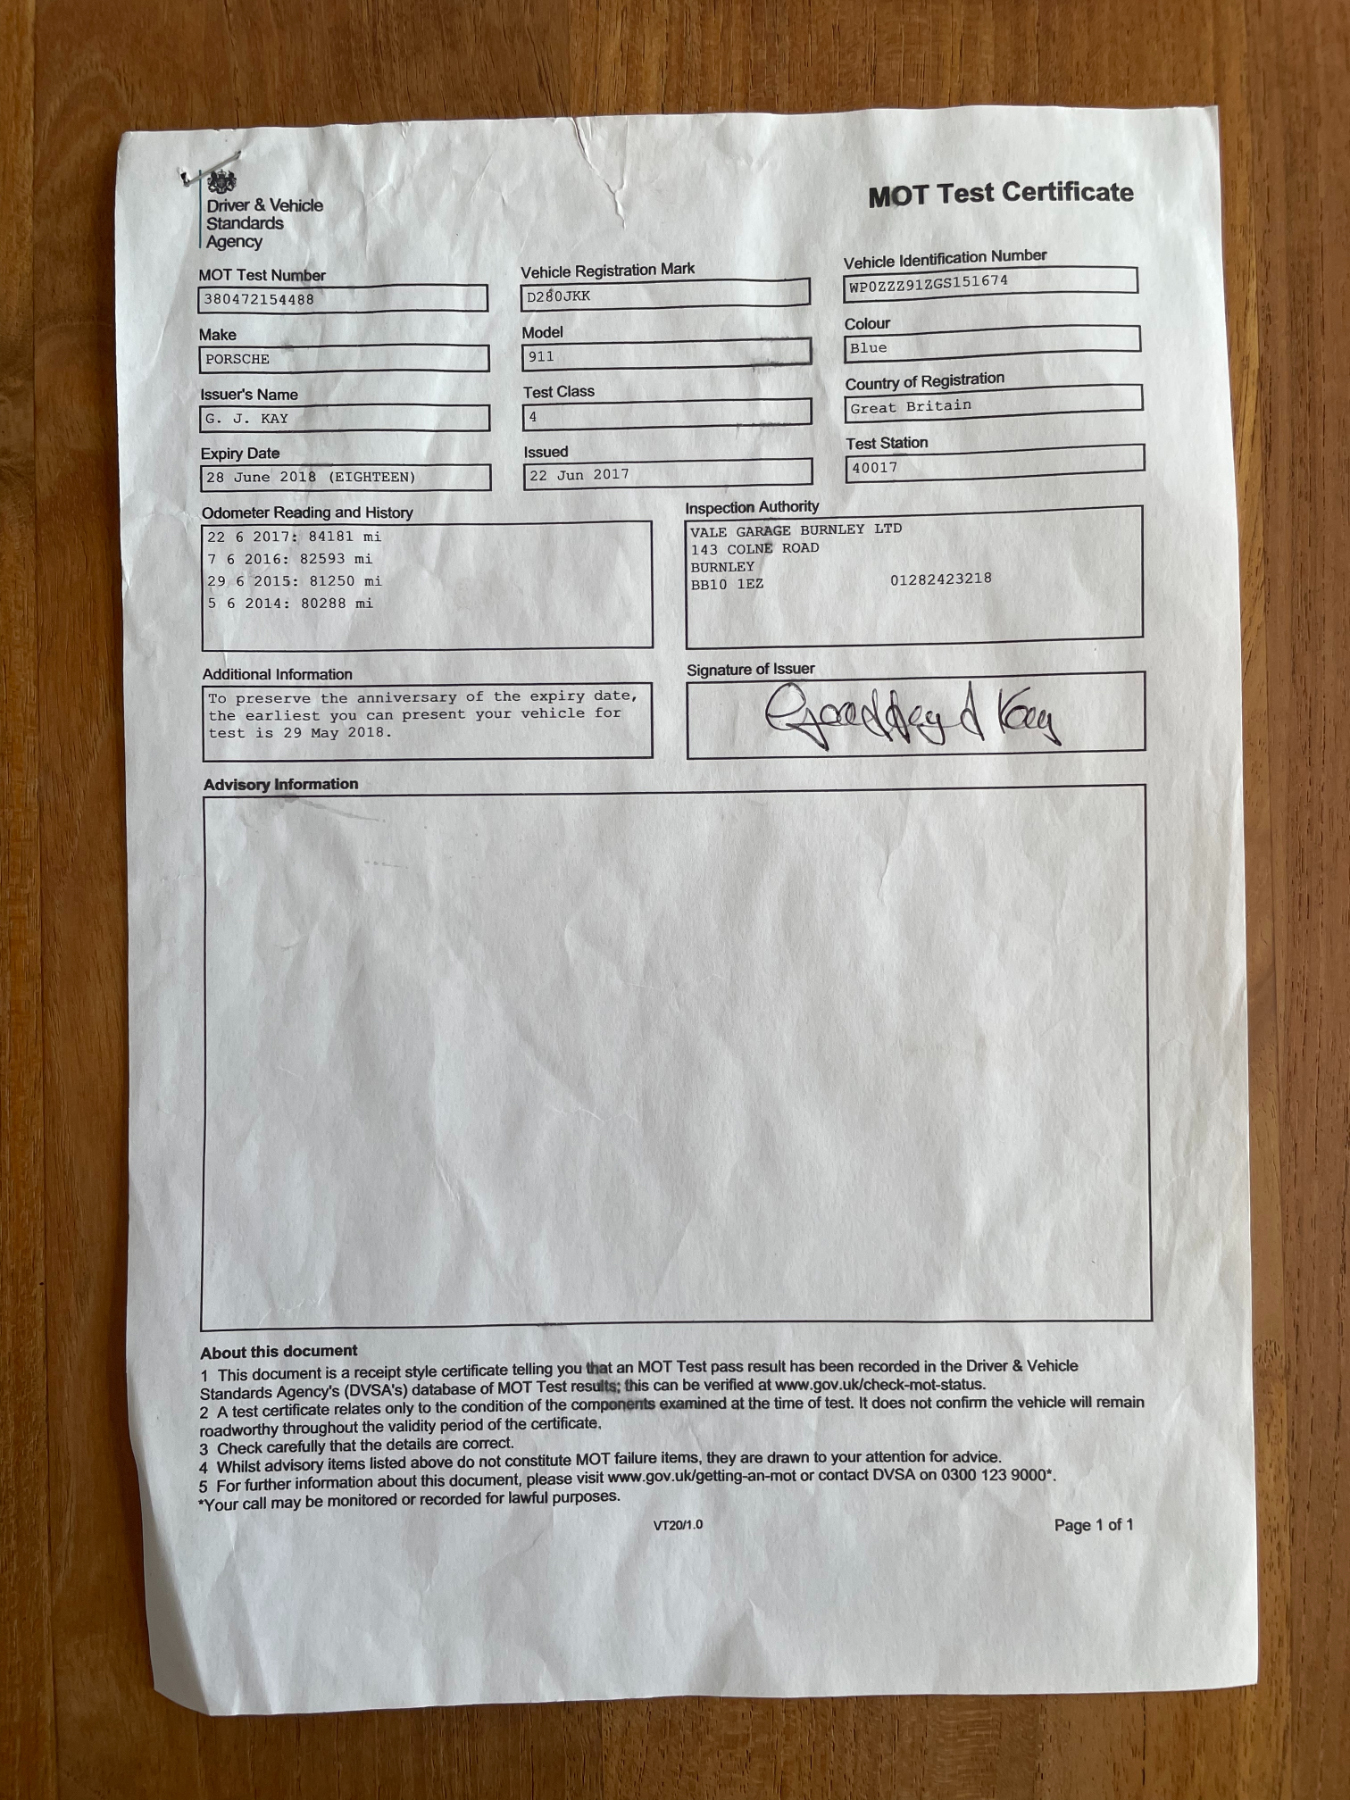 Driver & Vehicle
Standards
Agency
MOT Test Certificate
MOT Test Number
380472154488
Vehicle Registration Mark
D280JKK
Vehicle Identification Number
WP0ZZZ91ZGS151674
Make
PORSCHE
Model
911
Colour
Blue
Issuer's Name
G. J. KAY
Test Class
4
Country of Registration
Great Britain
Expiry Date
28 June 2018 (EIGHTEEN)
Issued
22 Jun 2017
Test Station
40017
Odometer Reading and History
22 6 2017: 84181 mi
7 6 2016: 82593 mi
29 6 2015: 81250 mi
5 6 2014: 80288 mi
Inspection Authority
VALE GARAGE BURNLEY LTD
143 COLNE ROAD
BURNLEY
BB10 1EZ 01282423218
Additional Information
To preserve the anniversary of the expiry date,
the earliest you can present your vehicle for
test is 29 May 2018.
Signature of Issuer
Kay
Advisory Information
About this document
1 This document is a receipt style certificate telling you that an MOT Test pass result has been recorded in the Driver & Vehicle
Standards Agency's (DVSA's) database of MOT Test results; this can be verified at www.gov.uk/check-mot-status.
2 A test certificate relates only to the condition of the components examined at the time of test. It does not confirm the vehicle will remain
roadworthy throughout the validity period of the certificate.
3 Check carefully that the details are correct.
4 Whilst advisory items listed above do not constitute MOT failure items, they are drawn to your attention for advice.
5 For further information about this document, please visit www.gov.uk/getting-an-mot or contact DVSA on 0300 123 9000*.
*Your call may be monitored or recorded for lawful purposes.
VT20/1.0
Page 1 of 1